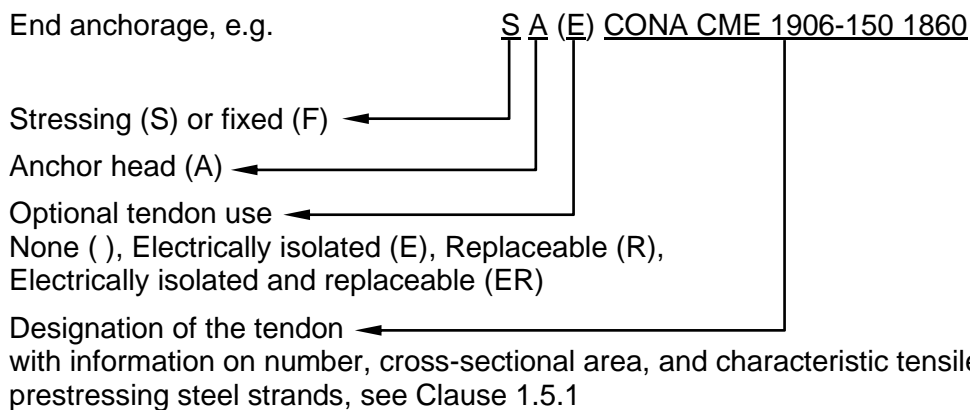 End anchorage, e.g. S A (E) CONA CME 1906-150 1860
Stressing (S) or fixed (F)
Anchor head (A)
Optional tendon use
None ( ), Electrically isolated (E), Replaceable (R),
Electrically isolated and replaceable (ER)
Designation of the tendon
with information on number, cross-sectional area, and characteristic tensile
prestressing steel strands, see Clause 1.5.1